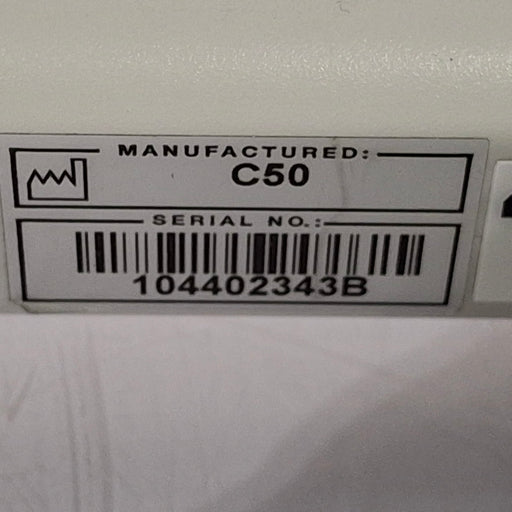 MANUFACTURED:
C50
SERIAL NO.:
104402343B